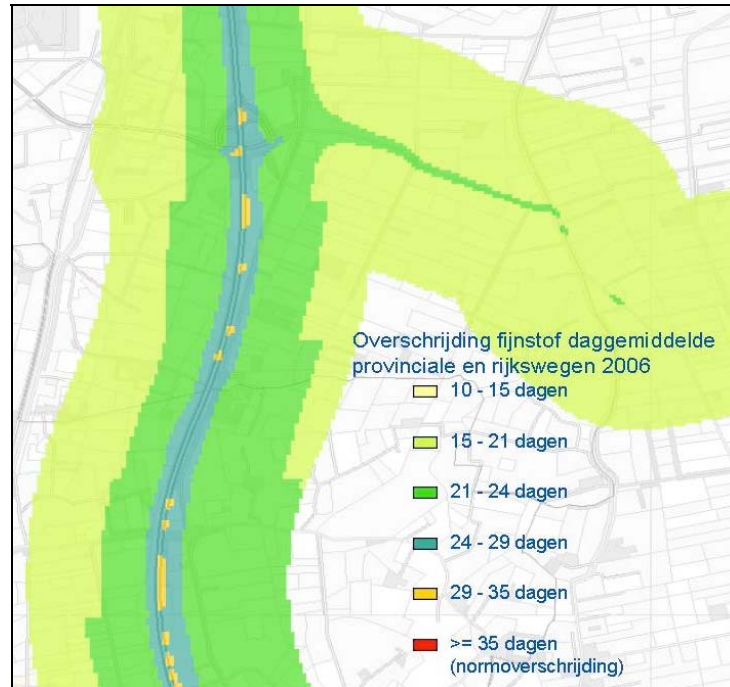 Overschrijding fijnstof daggemiddelde
provinciale en rijkswegen 2006
10 - 15 dagen
15 - 21 dagen
21 - 24 dagen
24 - 29 dagen
29 - 35 dagen
>= 35 dagen
(normoverschrijding)